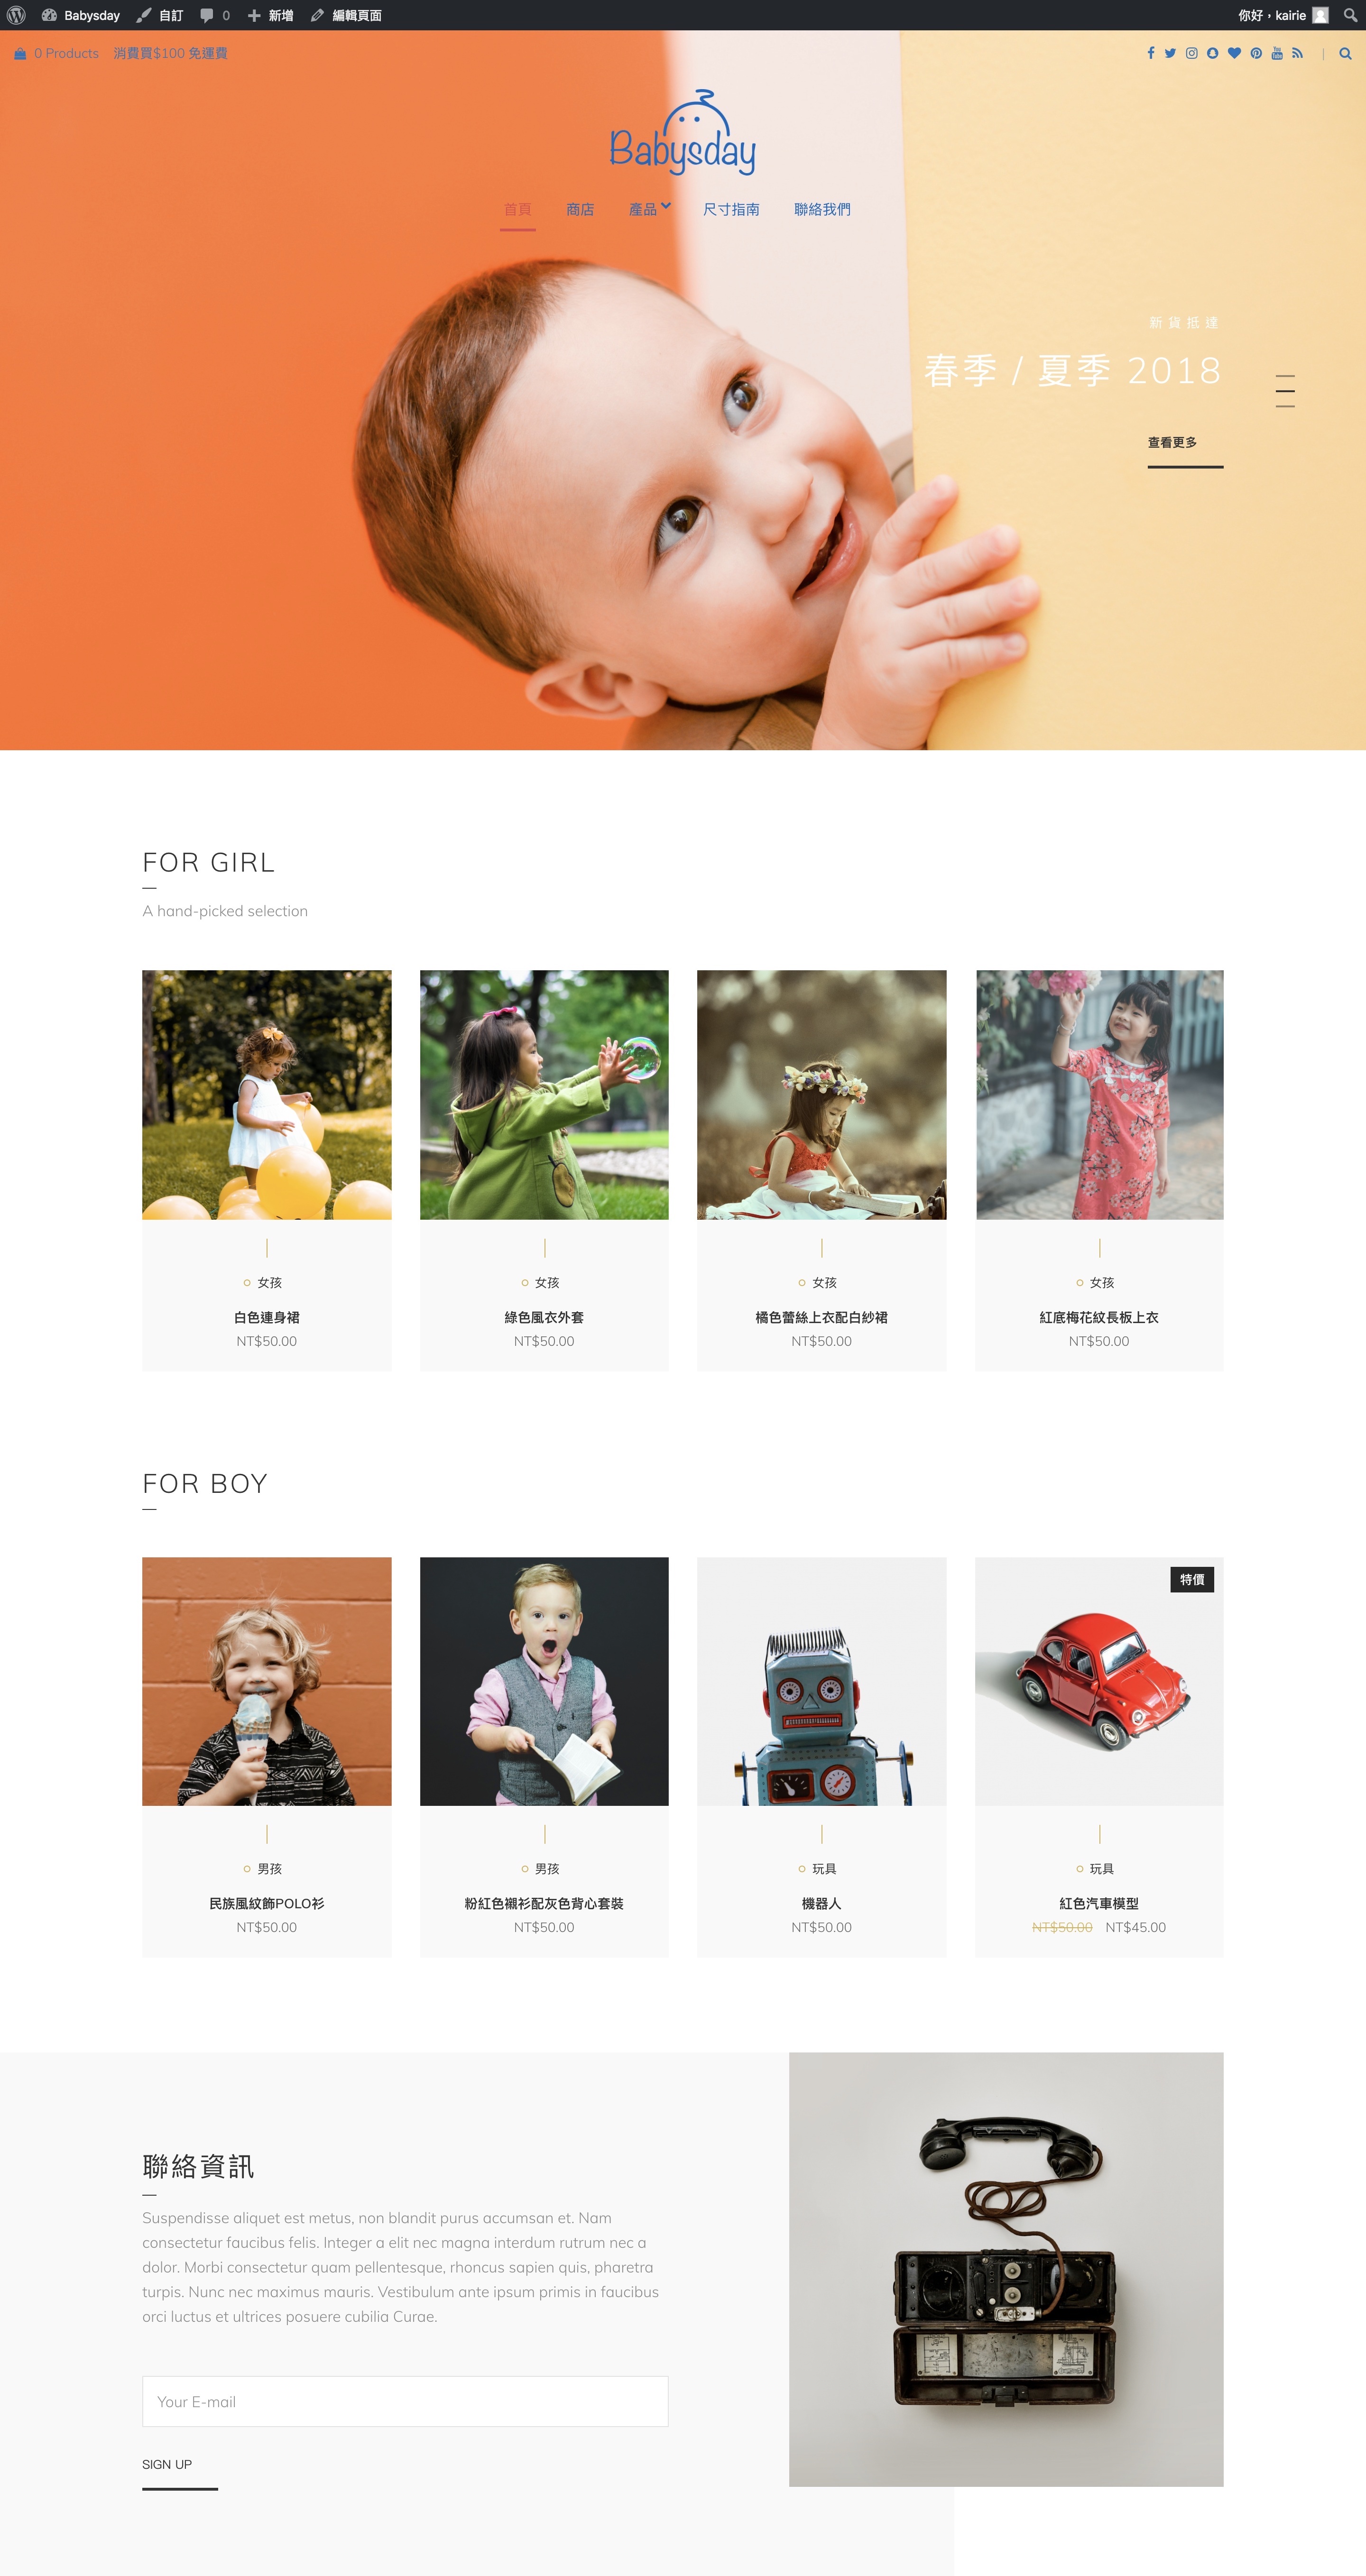 Babysday 自訂 0 新增 編輯頁面 你好，kairie
0 Products 消費買$100 免運費
Babysday
首頁 商店 產品 尺寸指南 聯絡我們
新貨抵達
春季 / 夏季 2018
查看更多
FOR GIRL
A hand-picked selection
女孩 女孩 女孩 女孩
白色連身裙 綠色風衣外套 橘色蕾絲上衣配白紗裙 紅底梅花紋長板上衣
NT$50.00 NT$50.00 NT$50.00 NT$50.00
FOR BOY
特價
男孩 男孩 玩具 玩具
民族風紋飾POLO衫 粉紅色襯衫配灰色背心套裝 機器人 紅色汽車模型
NT$50.00 NT$50.00 NT$50.00 NT$50.00 NT$45.00
聯絡資訊
Suspendisse aliquet est metus, non blandit purus accumsan et. Nam
consectetur faucibus felis. Integer a elit nec magna interdum rutrum nec a
dolor. Morbi consectetur quam pellentesque, rhoncus sapien quis, pharetra
turpis. Nunc nec maximus mauris. Vestibulum ante ipsum primis in faucibus
orci luctus et ultrices posuere cubilia Curae.
Your E-mail
SIGN UP